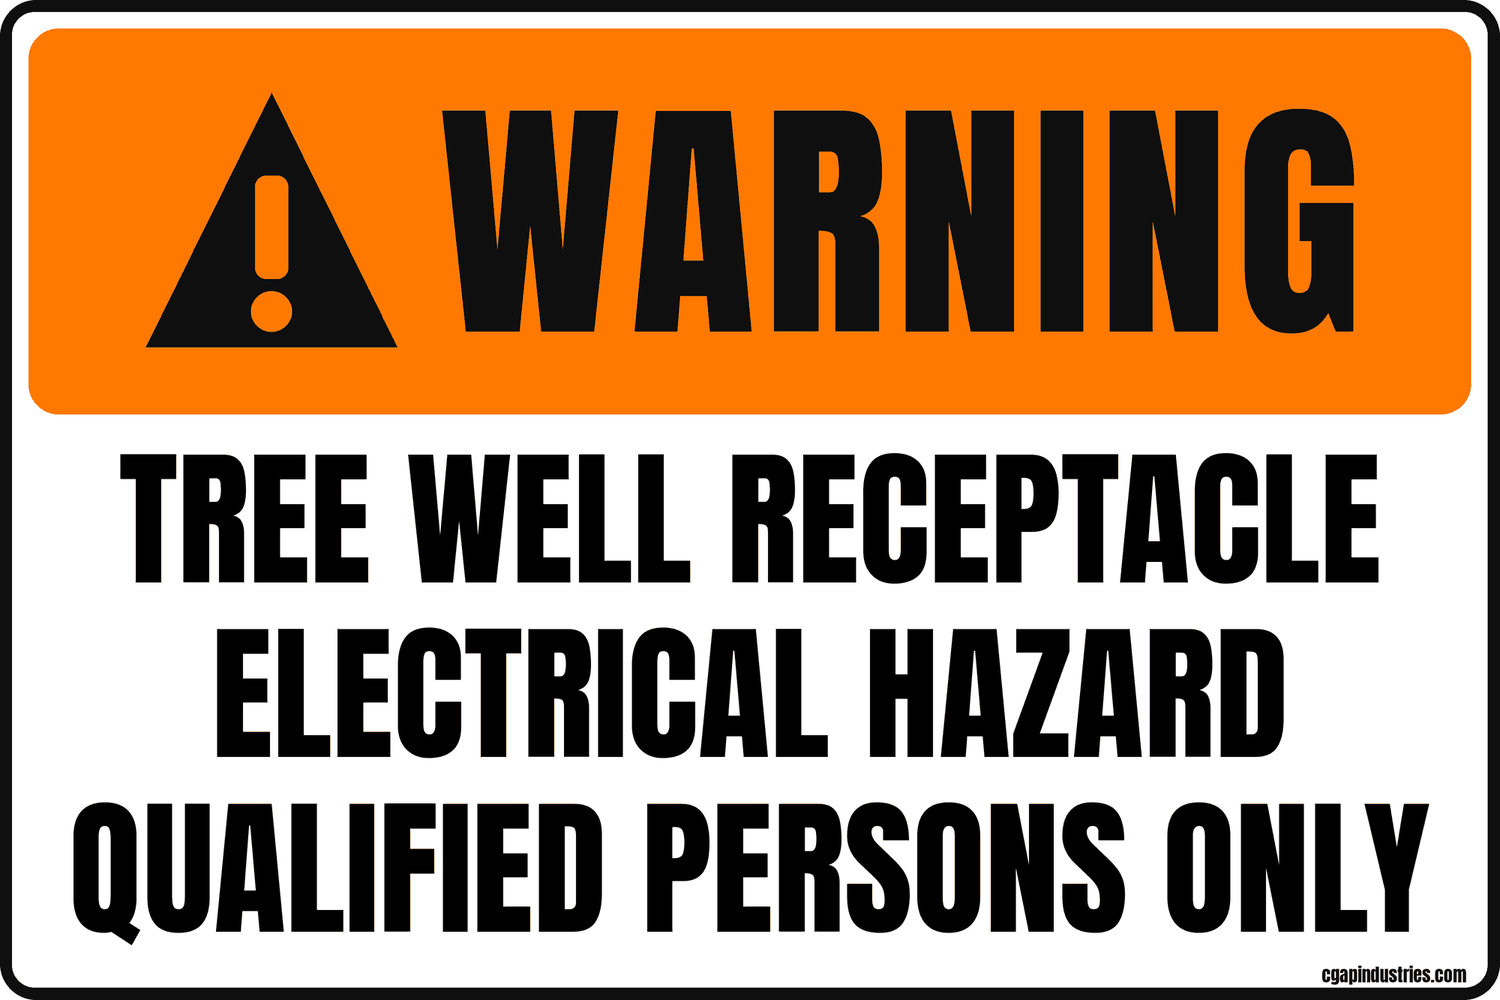 WARNING
TREE WELL RECEPTACLE
ELECTRICAL HAZARD
QUALIFIED PERSONS ONLY
cgapindustries.com